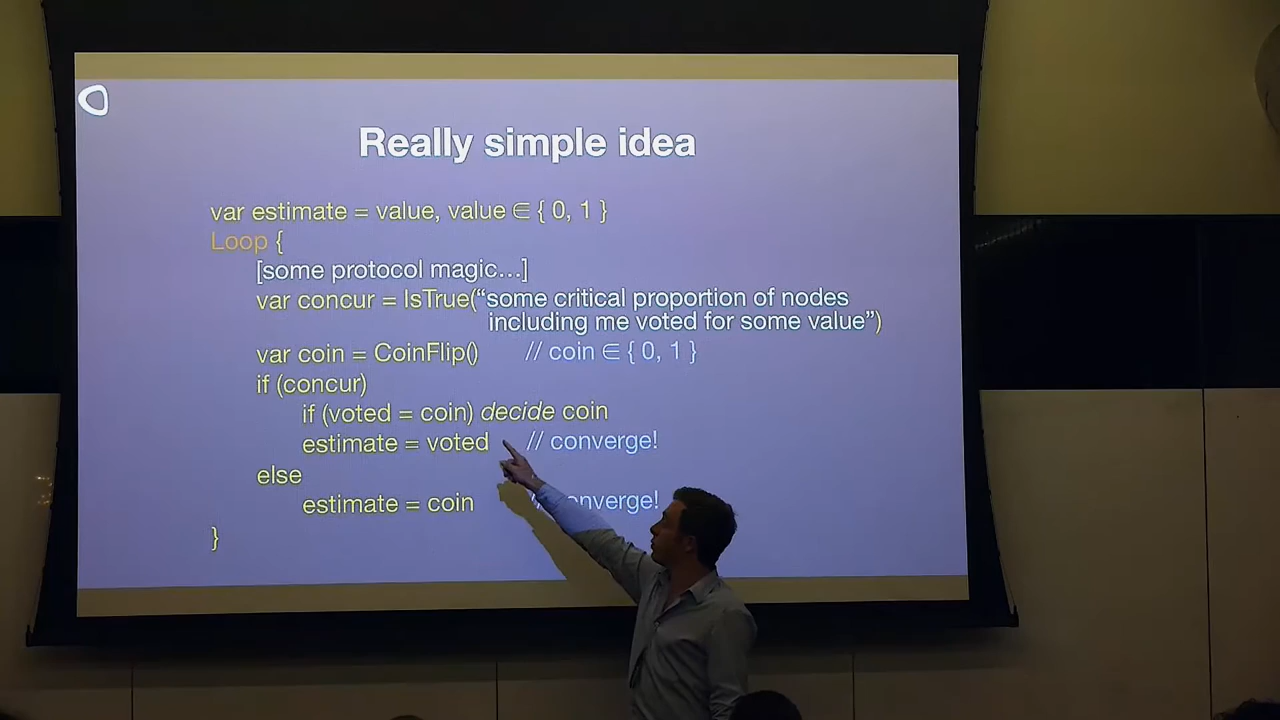 Really simple idea
var estimate = value, value ∈ { 0, 1 }
Loop {
[some protocol magic…]
var concur = IsTrue(“some critical proportion of nodes
including me voted for some value”)
var coin = CoinFlip() // coin ∈ { 0, 1 }
if (concur)
if (voted = coin) decide coin
estimate = voted // converge!
else
estimate = coin // converge!
}